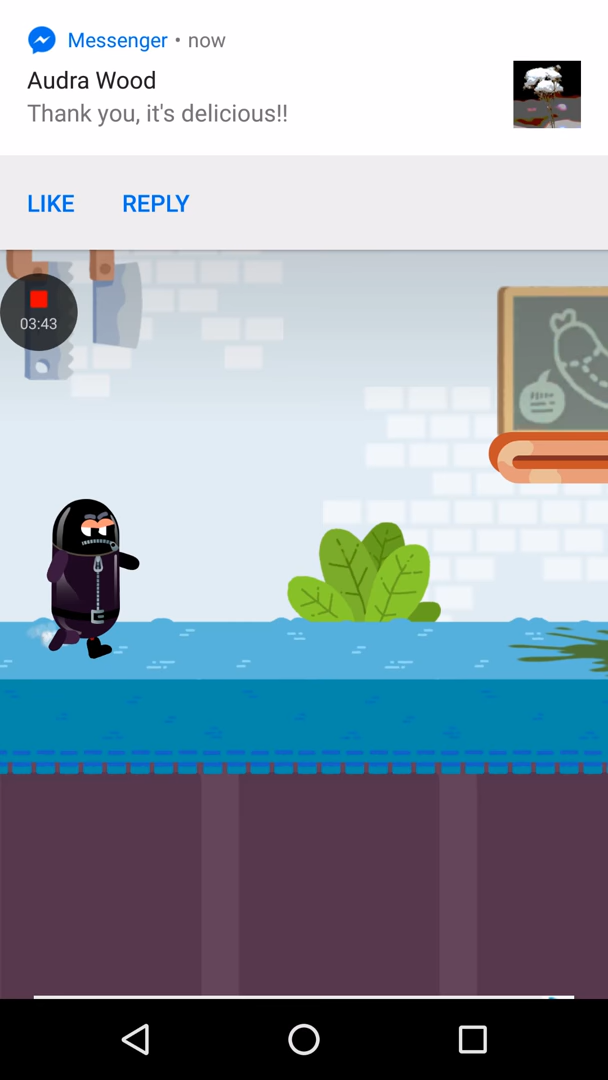 Messenger • now
Audra Wood
Thank you, it's delicious!!
LIKE REPLY
03:43